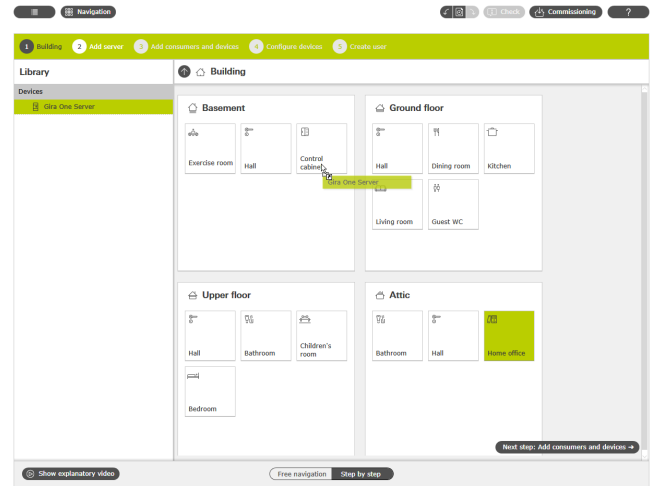 Navigation
Check
Commissioning
?
1 Building
2 Add server
3 Add consumers and devices
4 Configure devices
5 Create user
Library
Building
Devices
Gira One Server
Basement
Ground floor
Exercise room
Hall
Control
cabinet
Hall
Dining room
Kitchen
Gira One Server
Living room
Guest WC
Upper floor
Attic
Hall
Bathroom
Children's
room
Bathroom
Hall
Home office
Bedroom
Next step: Add consumers and devices →
Show explanatory video
Free navigation
Step by step